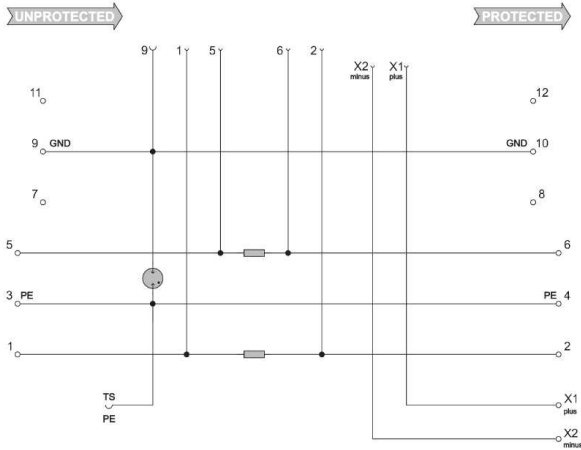 UNPROTECTED
PROTECTED
9 1 5 6 2
X2 X1
minus plus
11 12
9 GND GND 10
7 8
5 6
3 PE PE 4
1 2
TS
PE
X1
plus
X2
minus